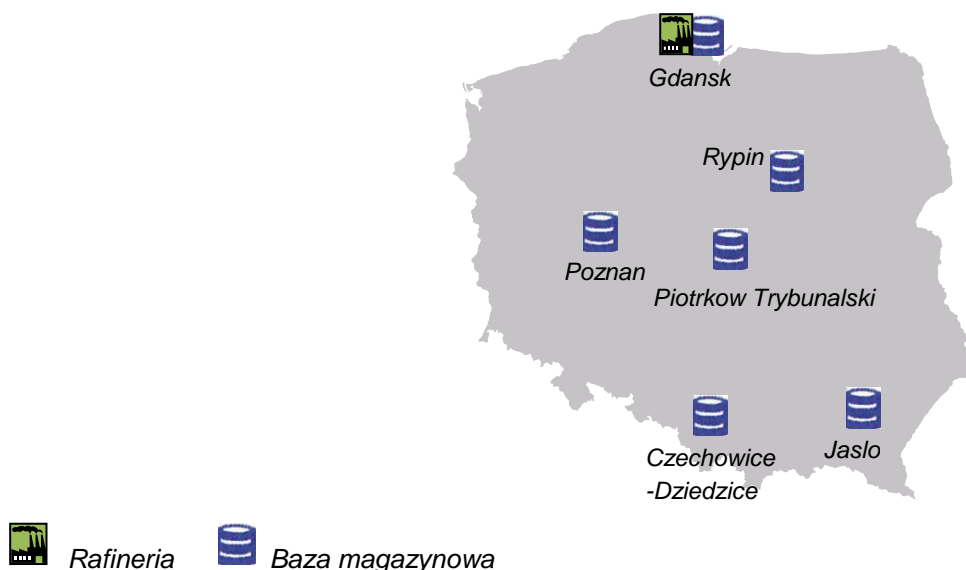 Gdansk
Rypin
Poznan
Piotrkow Trybunalski
Czechowice
-Dziedzice
Jaslo
Rafineria
Baza magazynowa